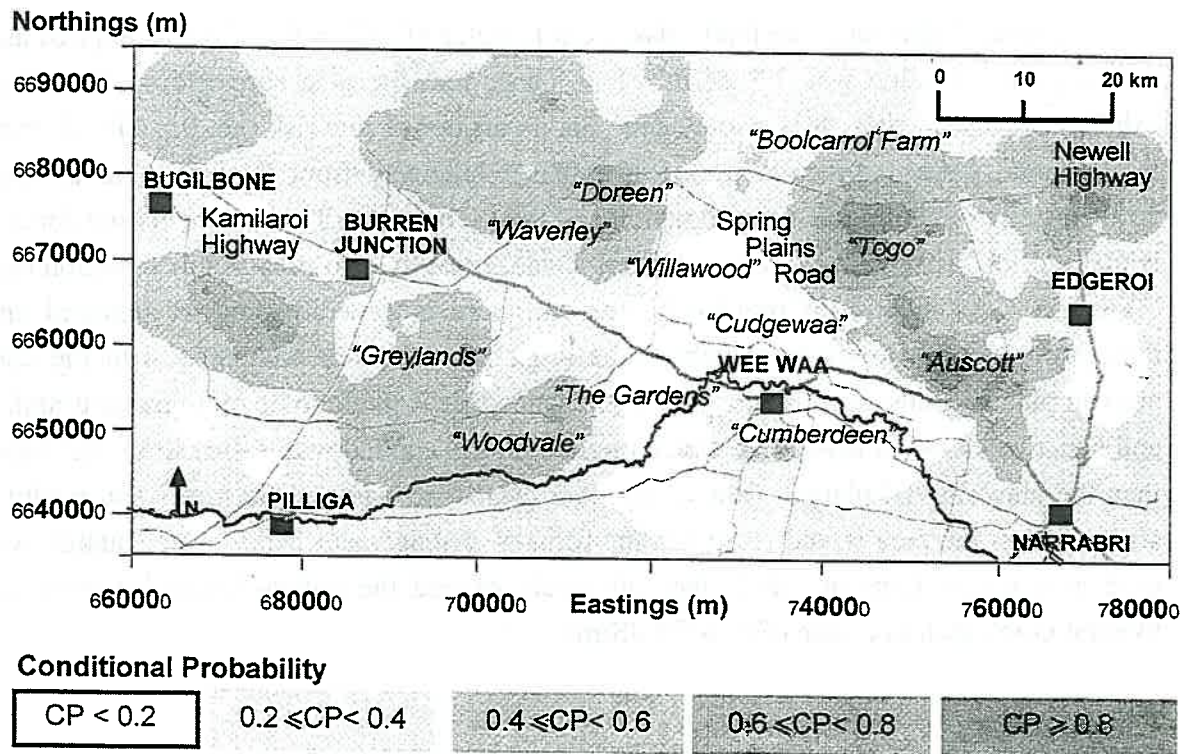 Northings (m)
6690000
0 10 20 km
"Boolcarrol Farm"
Newell
Highway
6680000
BUGILBONE
"Doreen"
Kamilaroi
Highway
BURREN
JUNCTION
"Waverley"
Spring
Plains
Road
"Togo"
6670000
"Willawood"
EDGEROI
"Cudgewaa"
6660000
"Greylands"
WEE WAA
"Auscott"
"The Gardens"
6650000
"Woodvale"
"Cumberdeen"
N
PILLIGA
6640000
NARRABRI
660000 680000 700000 Eastings (m) 740000 760000 780000
Conditional Probability
CP < 0.2 0.2 ⩽CP< 0.4 0.4 ⩽CP< 0.6 0.6 ⩽CP< 0.8 CP ⩾ 0.8